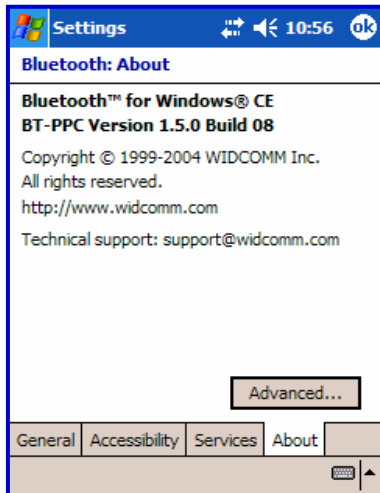 Settings 10:56 ok
Bluetooth: About
Bluetooth™ for Windows® CE
BT-PPC Version 1.5.0 Build 08
Copyright © 1999-2004 WIDCOMM Inc.
All rights reserved.
http://www.widcomm.com
Technical support: support@widcomm.com
Advanced...
General Accessibility Services About